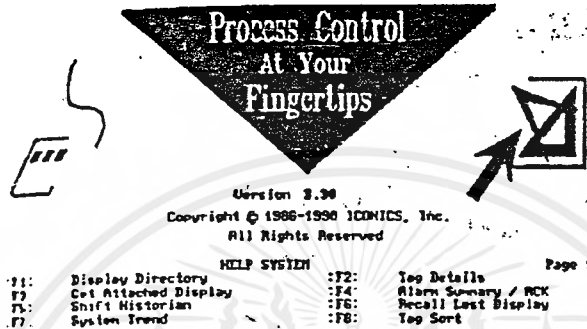 Process Control
At Your
Fingertips
Version 3.30
Copyright © 1986-1990 ICONICS, Inc.
All Rights Reserved
HELP SYSTEM Page
Display Directory :F2: Tag Details
Get Attached Display :F4: Alarm Summary / ACK
Shift Historian :F6: Recall Last Display
System Trend :F8: Tag Sort